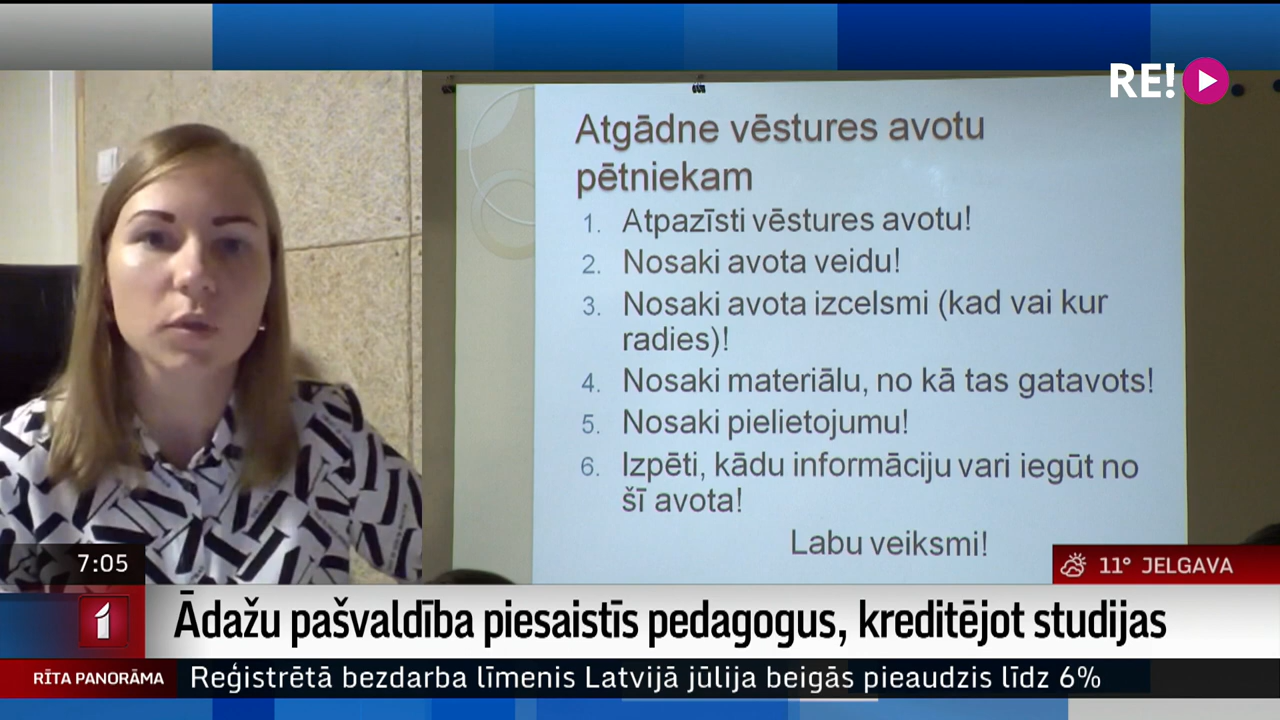 RE!
Atgādne vēstures avotu
pētniekam
1. Atpazīsti vēstures avotu!
2. Nosaki avota veidu!
3. Nosaki avota izcelsmi (kad vai kur
radies)!
4. Nosaki materiālu, no kā tas gatavots!
5. Nosaki pielietojumu!
6. Izpēti, kādu informāciju vari iegūt no
šī avota!
Labu veiksmi!
7:05
11° JELGAVA
1
Ādažu pašvaldība piesaistīs pedagogus, kreditējot studijas
RĪTA PANORĀMA
Reģistrētā bezdarba līmenis Latvijā jūlija beigās pieaudzis līdz 6%